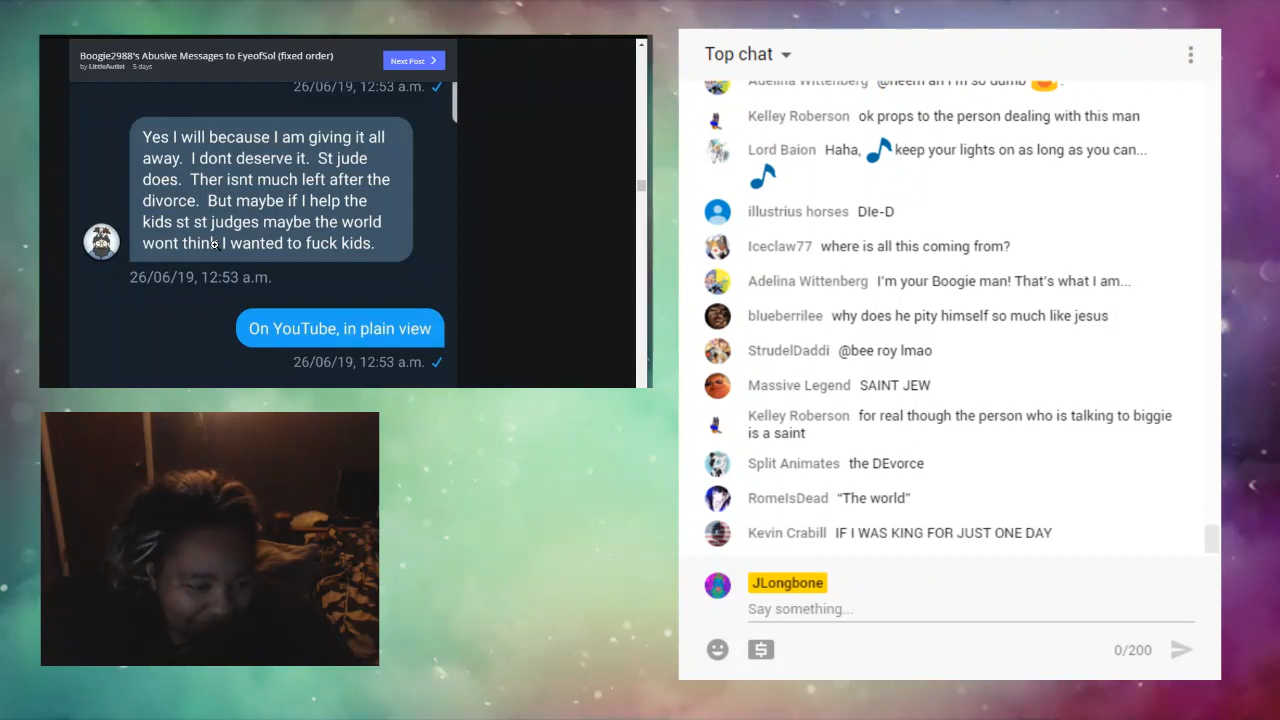 Boogie2988's Abusive Messages to EyeofSol (fixed order)
by LittleAutist 5 days
Next Post
26/06/19, 12:53 a.m.
Yes I will because I am giving it all
away. I dont deserve it. St jude
does. Ther isnt much left after the
divorce. But maybe if I help the
kids st st judges maybe the world
wont think I wanted to fuck kids.
26/06/19, 12:53 a.m.
On YouTube, in plain view
26/06/19, 12:53 a.m.
Top chat
Adelina Wittenberg @heem ah I'm so dumb
Kelley Roberson ok props to the person dealing with this man
Lord Baion Haha, keep your lights on as long as you can...
illustrius horses DIe-D
Iceclaw77 where is all this coming from?
Adelina Wittenberg I'm your Boogie man! That's what I am...
blueberrilee why does he pity himself so much like jesus
StrudelDaddi @bee roy lmao
Massive Legend SAINT JEW
Kelley Roberson for real though the person who is talking to biggie
is a saint
Split Animates the DEvorce
RomeIsDead “The world”
Kevin Crabill IF I WAS KING FOR JUST ONE DAY
JLongbone
Say something...
0/200